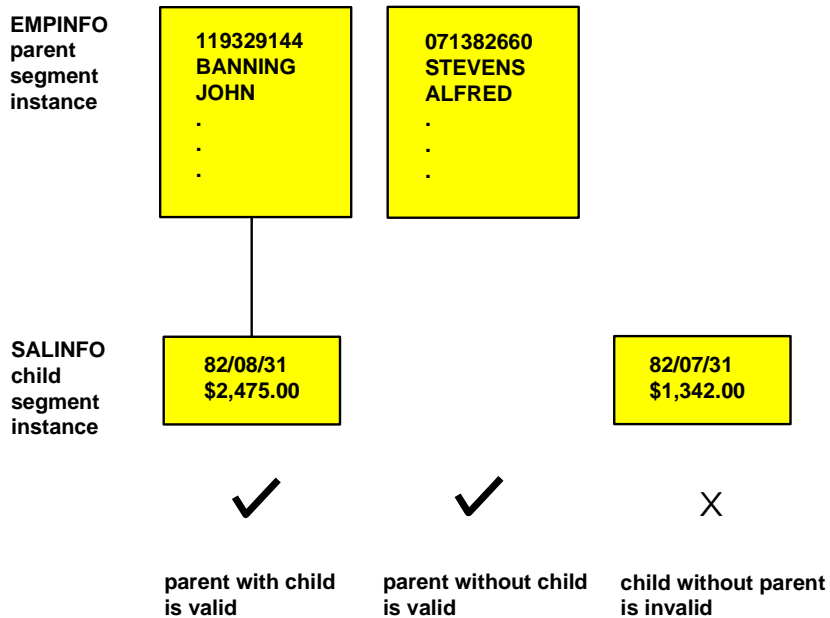 EMPINFO
parent
segment
instance
119329144
BANNING
JOHN
.
.
.
071382660
STEVENS
ALFRED
.
.
.
SALINFO
child
segment
instance
82/08/31
$2,475.00
82/07/31
$1,342.00
X
parent with child
is valid
parent without child
is valid
child without parent
is invalid